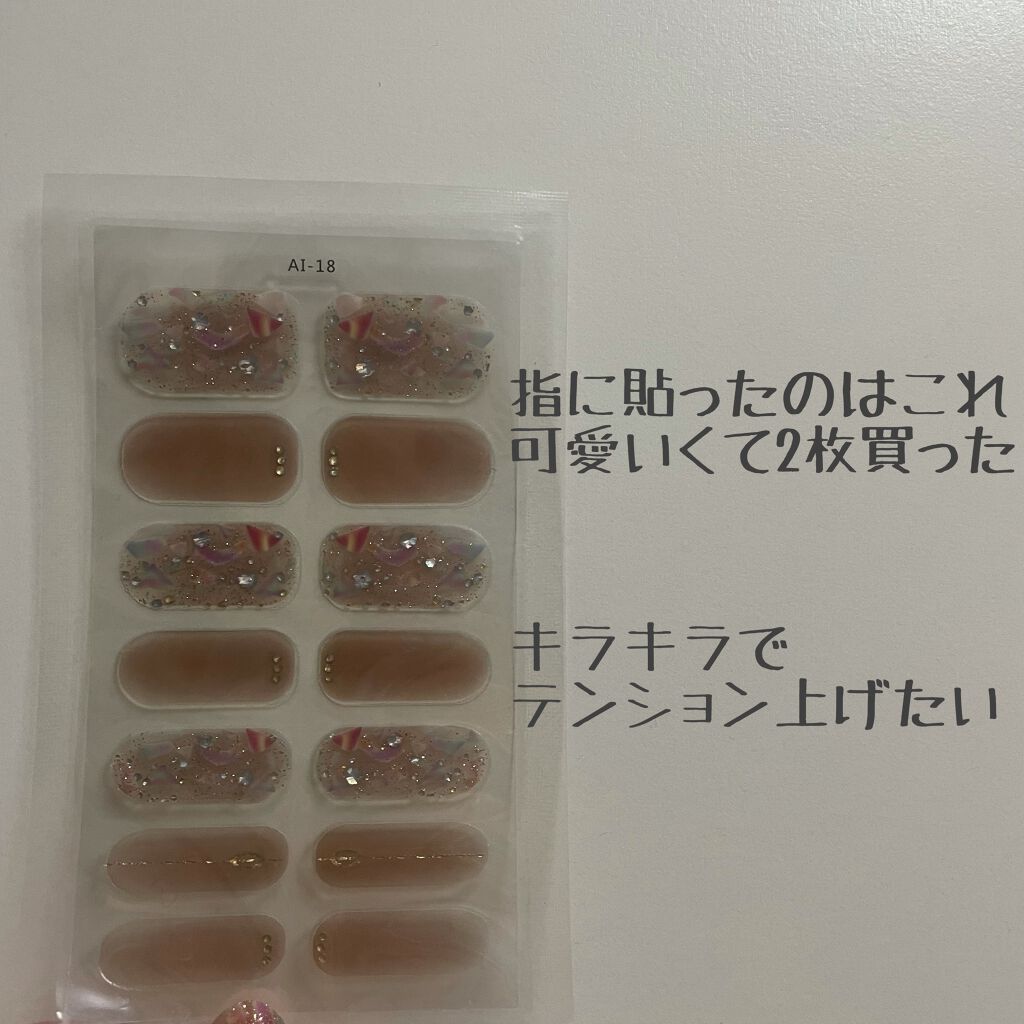 AI-18
指に貼ったのはこれ
可愛いくて2枚買った
キラキラで
テンション上げたい